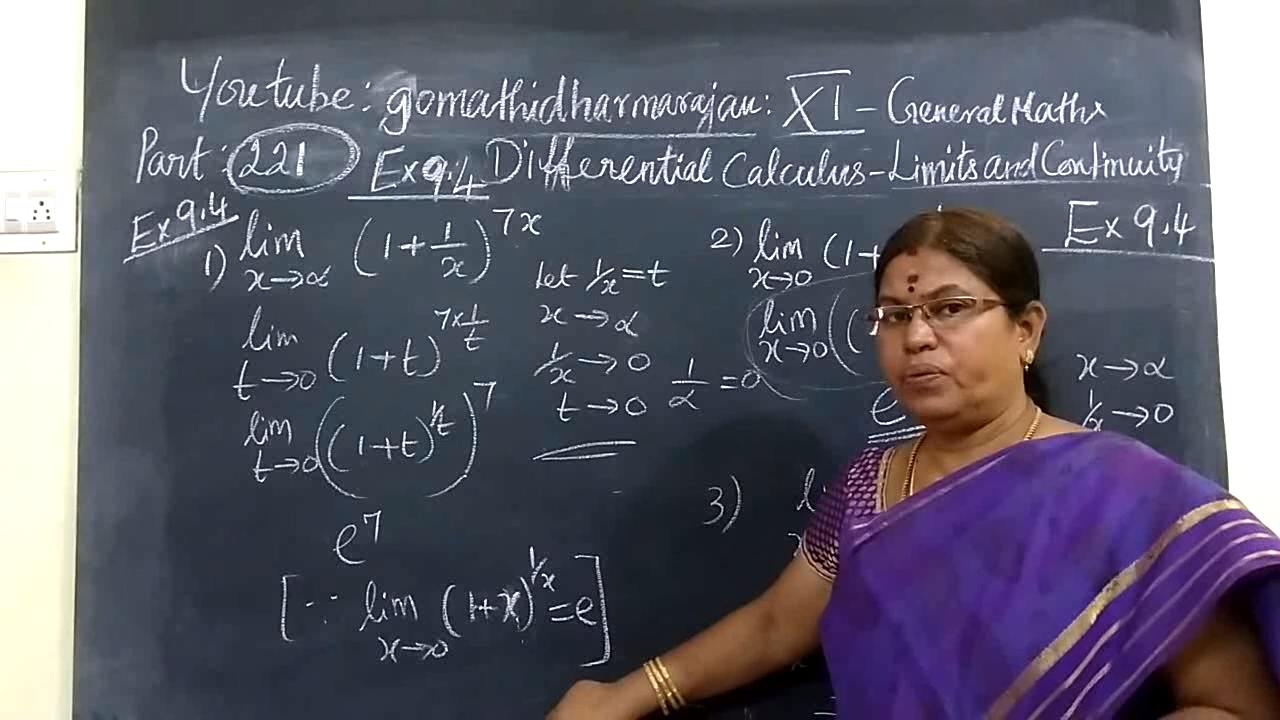 Youtube: gomathidharmarajan: XI - General Maths
Part: 221 Ex 9.4 Differential Calculus - Limits and Continuity
Ex 9.4
Ex 9.4
1) lim x→α (1+1/x)^7x
Let 1/x = t
x→α
1/x→0
t→0
1/α = 0
lim t→0 (1+t)^7×1/t
lim t→0 ((1+t)^1/t)^7
e^7
[∵ lim x→0 (1+x)^1/x = e]
2) lim x→0 (1+
lim x→0 ((
e
x→α
1/x→0
3)